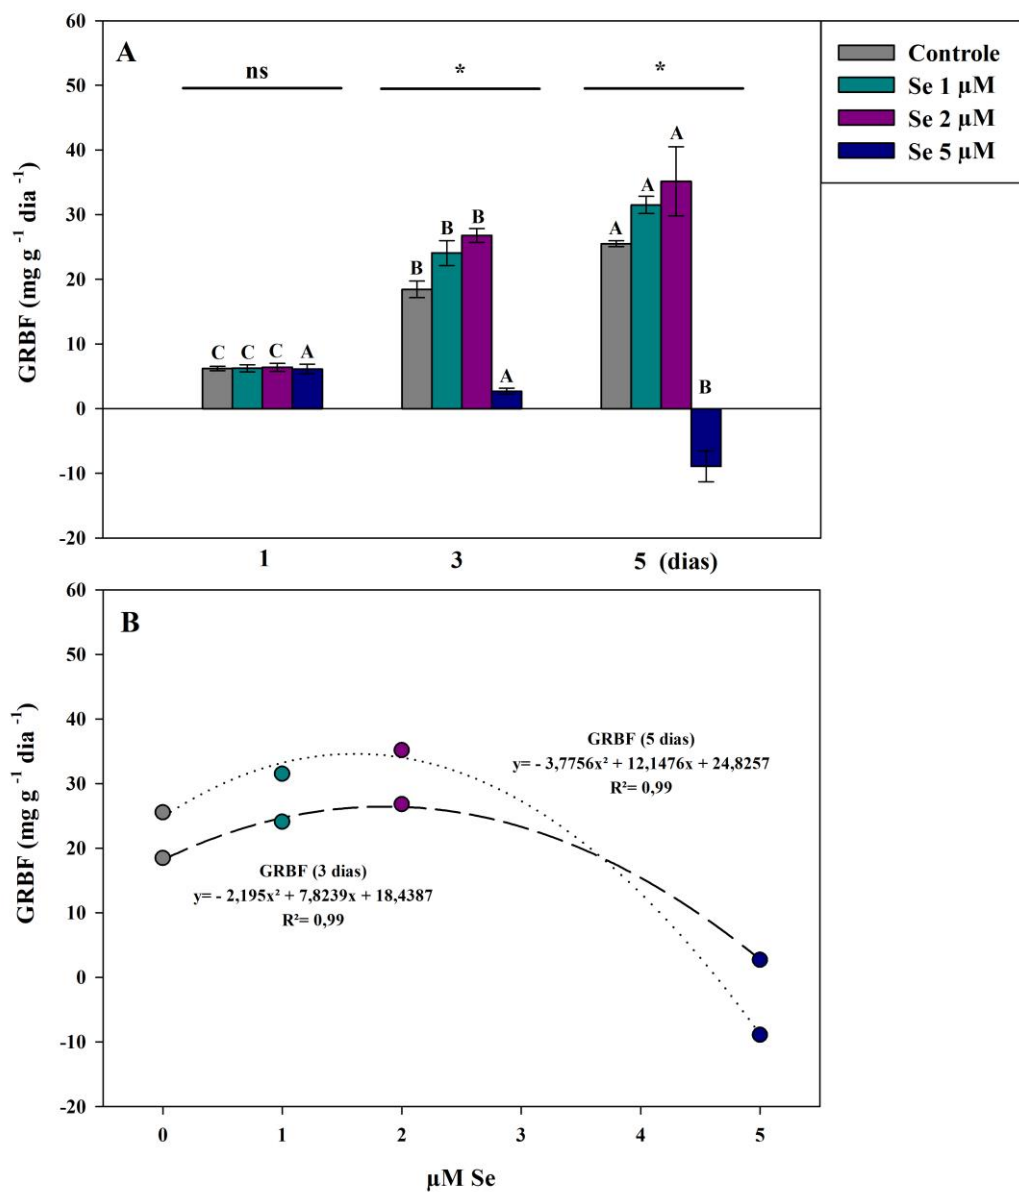 A
ns
*
*
Controle
Se 1 µM
Se 2 µM
Se 5 µM
GRBF (mg g ⁻¹ dia ⁻¹)
60
50
40
30
20
10
0
-10
-20
C
C
C
A
B
B
B
A
A
A
A
B
1
3
5 (dias)
B
GRBF (mg g ⁻¹ dia ⁻¹)
60
50
40
30
20
10
0
-10
-20
GRBF (5 dias)
y= - 3,7756x² + 12,1476x + 24,8257
R²= 0,99
GRBF (3 dias)
y= - 2,195x² + 7,8239x + 18,4387
R²= 0,99
0
1
2
3
4
5
µM Se